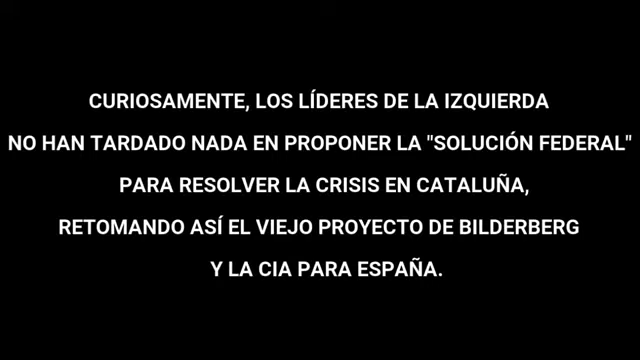 CURIOSAMENTE, LOS LÍDERES DE LA IZQUIERDA
NO HAN TARDADO NADA EN PROPONER LA "SOLUCIÓN FEDERAL"
PARA RESOLVER LA CRISIS EN CATALUÑA,
RETOMANDO ASÍ EL VIEJO PROYECTO DE BILDERBERG
Y LA CIA PARA ESPAÑA.